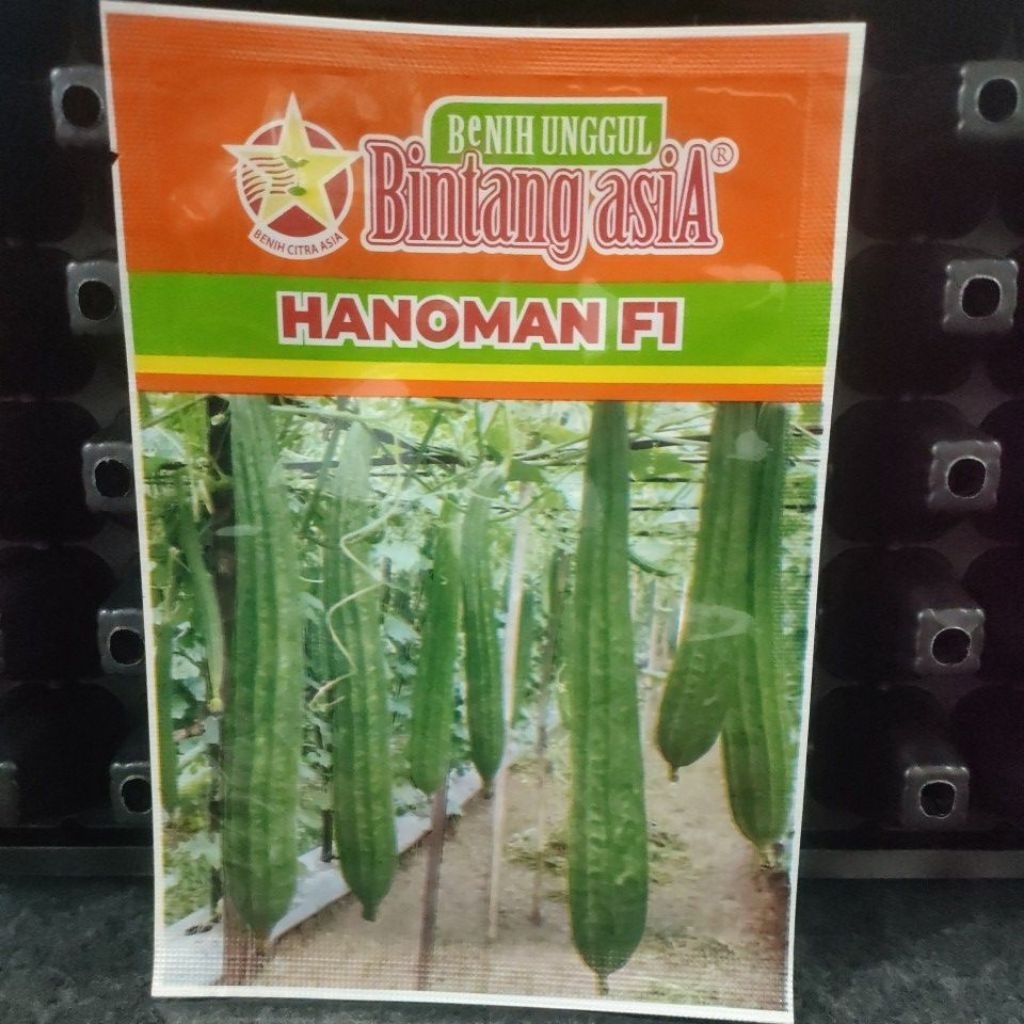 BeNIH UNGGUL
Bintang asiA®
BENIH CITRA ASIA
HANOMAN F1